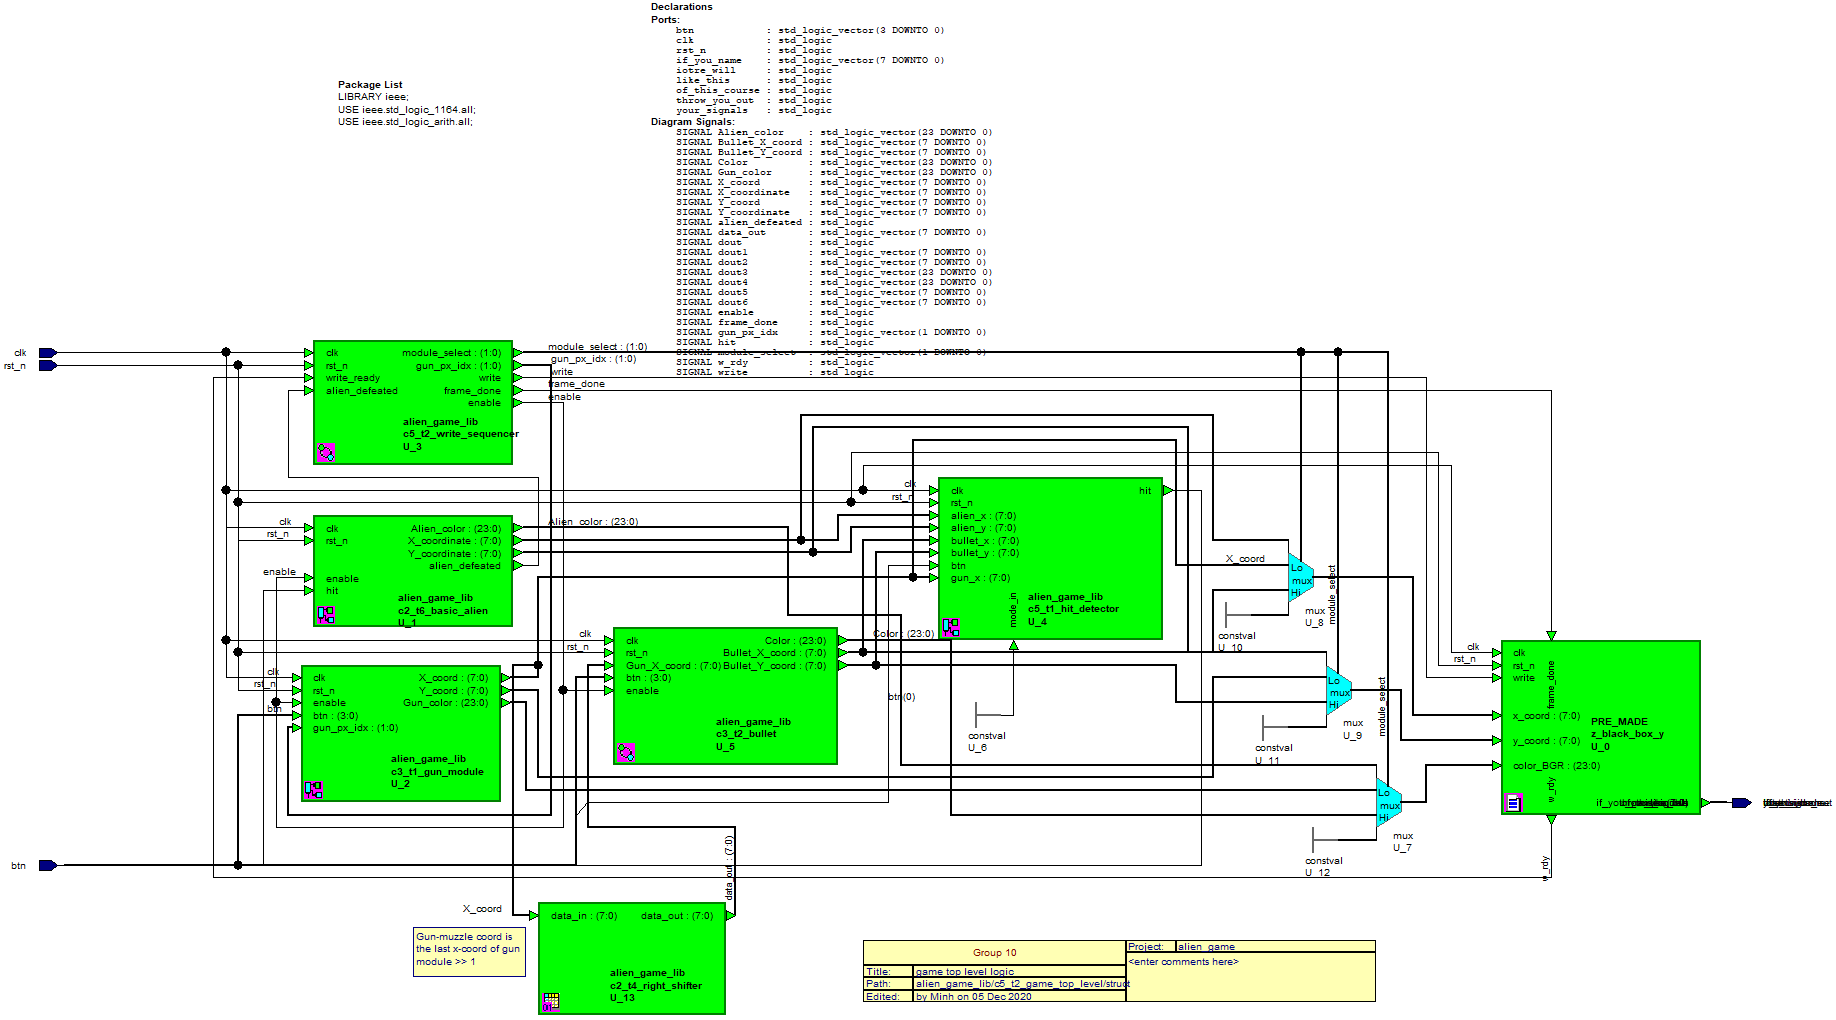 Declarations
Ports:
btn : std_logic_vector(3 DOWNTO 0)
clk : std_logic
rst_n : std_logic
if_you_name : std_logic_vector(7 DOWNTO 0)
iotre_will : std_logic
like_this : std_logic
of_this_course : std_logic
throw_you_out : std_logic
your_signals : std_logic
Diagram Signals:
SIGNAL Alien_color : std_logic_vector(23 DOWNTO 0)
SIGNAL Bullet_X_coord : std_logic_vector(7 DOWNTO 0)
SIGNAL Bullet_Y_coord : std_logic_vector(7 DOWNTO 0)
SIGNAL Color : std_logic_vector(23 DOWNTO 0)
SIGNAL Gun_color : std_logic_vector(23 DOWNTO 0)
SIGNAL X_coord : std_logic_vector(7 DOWNTO 0)
SIGNAL X_coordinate : std_logic_vector(7 DOWNTO 0)
SIGNAL Y_coord : std_logic_vector(7 DOWNTO 0)
SIGNAL Y_coordinate : std_logic_vector(7 DOWNTO 0)
SIGNAL alien_defeated : std_logic
SIGNAL data_out : std_logic_vector(7 DOWNTO 0)
SIGNAL dout : std_logic
SIGNAL dout1 : std_logic_vector(7 DOWNTO 0)
SIGNAL dout2 : std_logic_vector(7 DOWNTO 0)
SIGNAL dout3 : std_logic_vector(23 DOWNTO 0)
SIGNAL dout4 : std_logic_vector(23 DOWNTO 0)
SIGNAL dout5 : std_logic_vector(7 DOWNTO 0)
SIGNAL dout6 : std_logic_vector(7 DOWNTO 0)
SIGNAL enable : std_logic
SIGNAL frame_done : std_logic
SIGNAL gun_px_idx : std_logic_vector(1 DOWNTO 0)
SIGNAL hit : std_logic
SIGNAL module_select : std_logic_vector(1 DOWNTO 0)
SIGNAL w_rdy : std_logic
SIGNAL write : std_logic
Package List
LIBRARY ieee;
USE ieee.std_logic_1164.all;
USE ieee.std_logic_arith.all;
clk
rst_n
btn
clk
rst_n
write_ready
alien_defeated
module_select : (1:0)
gun_px_idx : (1:0)
write
frame_done
enable
alien_game_lib
c5_t2_write_sequencer
U_3
module_select : (1:0)
gun_px_idx : (1:0)
write
frame_done
enable
clk
rst_n
enable
clk
rst_n
enable
hit
Alien_color : (23:0)
X_coordinate : (7:0)
Y_coordinate : (7:0)
alien_defeated
alien_game_lib
c2_t6_basic_alien
U_1
Alien_color : (23:0)
clk
rst_n
btn
clk
rst_n
enable
btn : (3:0)
gun_px_idx : (1:0)
X_coord : (7:0)
Y_coord : (7:0)
Gun_color : (23:0)
alien_game_lib
c3_t1_gun_module
U_2
clk
rst_n
clk
rst_n
Gun_X_coord : (7:0)
btn : (3:0)
enable
Color : (23:0)
Bullet_X_coord : (7:0)
Bullet_Y_coord : (7:0)
alien_game_lib
c3_t2_bullet
U_5
Color : (23:0)
btn(0)
clk
rst_n
clk
rst_n
alien_x : (7:0)
alien_y : (7:0)
bullet_x : (7:0)
bullet_y : (7:0)
btn
gun_x : (7:0)
hit
mode_in
alien_game_lib
c5_t1_hit_detector
U_4
constval
U_6
X_coord
Lo
mux
Hi
mux
U_8
constval
U_10
module_select
Lo
mux
Hi
mux
U_9
constval
U_11
module_select
Lo
mux
Hi
mux
U_7
constval
U_12
clk
rst_n
clk
rst_n
write
frame_done
x_coord : (7:0)
y_coord : (7:0)
color_BGR : (23:0)
w_rdy
PRE_MADE
z_black_box_y
U_0
X_coord
data_in : (7:0)
data_out : (7:0)
data_out : (7:0)
alien_game_lib
c2_t4_right_shifter
U_13
Gun-muzzle coord is
the last x-coord of gun
module >> 1
Group 10
Title: game top level logic
Path: alien_game_lib/c5_t2_game_top_level/struct
Edited: by Minh on 05 Dec 2020
Project: alien_game
<enter comments here>